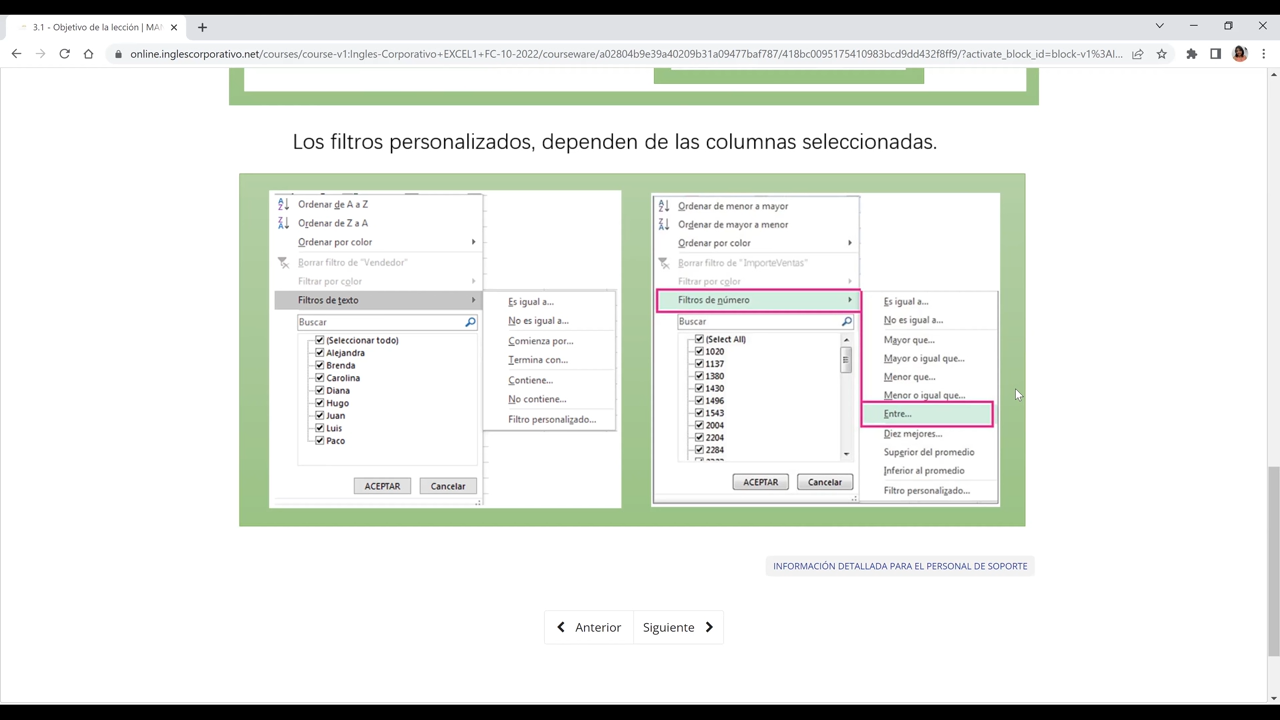 3.1 - Objetivo de la lección | MA
online.inglescorporativo.net/courses/course-v1:Ingles-Corporativo+EXCEL1+FC-10-2022/courseware/a02804b9e39a40209b31a09477baf787/418bc0095175410983bcd9dd432f8ff9/?activate_block_id=block-v1%3AI...
Los filtros personalizados, dependen de las columnas seleccionadas.
Ordenar de A a Z
Ordenar de Z a A
Ordenar por color
Borrar filtro de "Vendedor"
Filtrar por color
Filtros de texto
Buscar
(Seleccionar todo)
Alejandra
Brenda
Carolina
Diana
Hugo
Juan
Luis
Paco
ACEPTAR
Cancelar
Es igual a...
No es igual a...
Comienza por...
Termina con...
Contiene...
No contiene...
Filtro personalizado...
Ordenar de menor a mayor
Ordenar de mayor a menor
Ordenar por color
Borrar filtro de "ImporteVentas"
Filtrar por color
Filtros de número
Buscar
(Select All)
1020
1137
1380
1430
1496
1543
2004
2204
2284
ACEPTAR
Cancelar
Es igual a...
No es igual a...
Mayor que...
Mayor o igual que...
Menor que...
Menor o igual que...
Entre...
Diez mejores...
Superior del promedio
Inferior al promedio
Filtro personalizado...
INFORMACIÓN DETALLADA PARA EL PERSONAL DE SOPORTE
Anterior
Siguiente